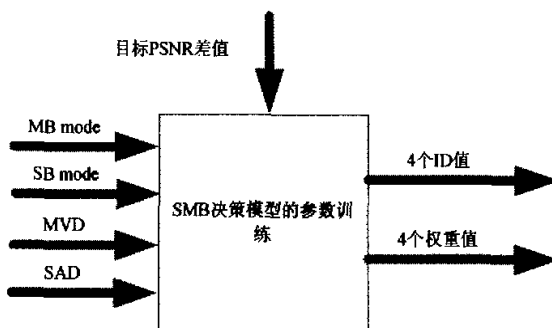 目标PSNR差值
MB mode
SB mode
MVD
SAD
SMB决策模型的参数训
练
4个ID值
4个权重值